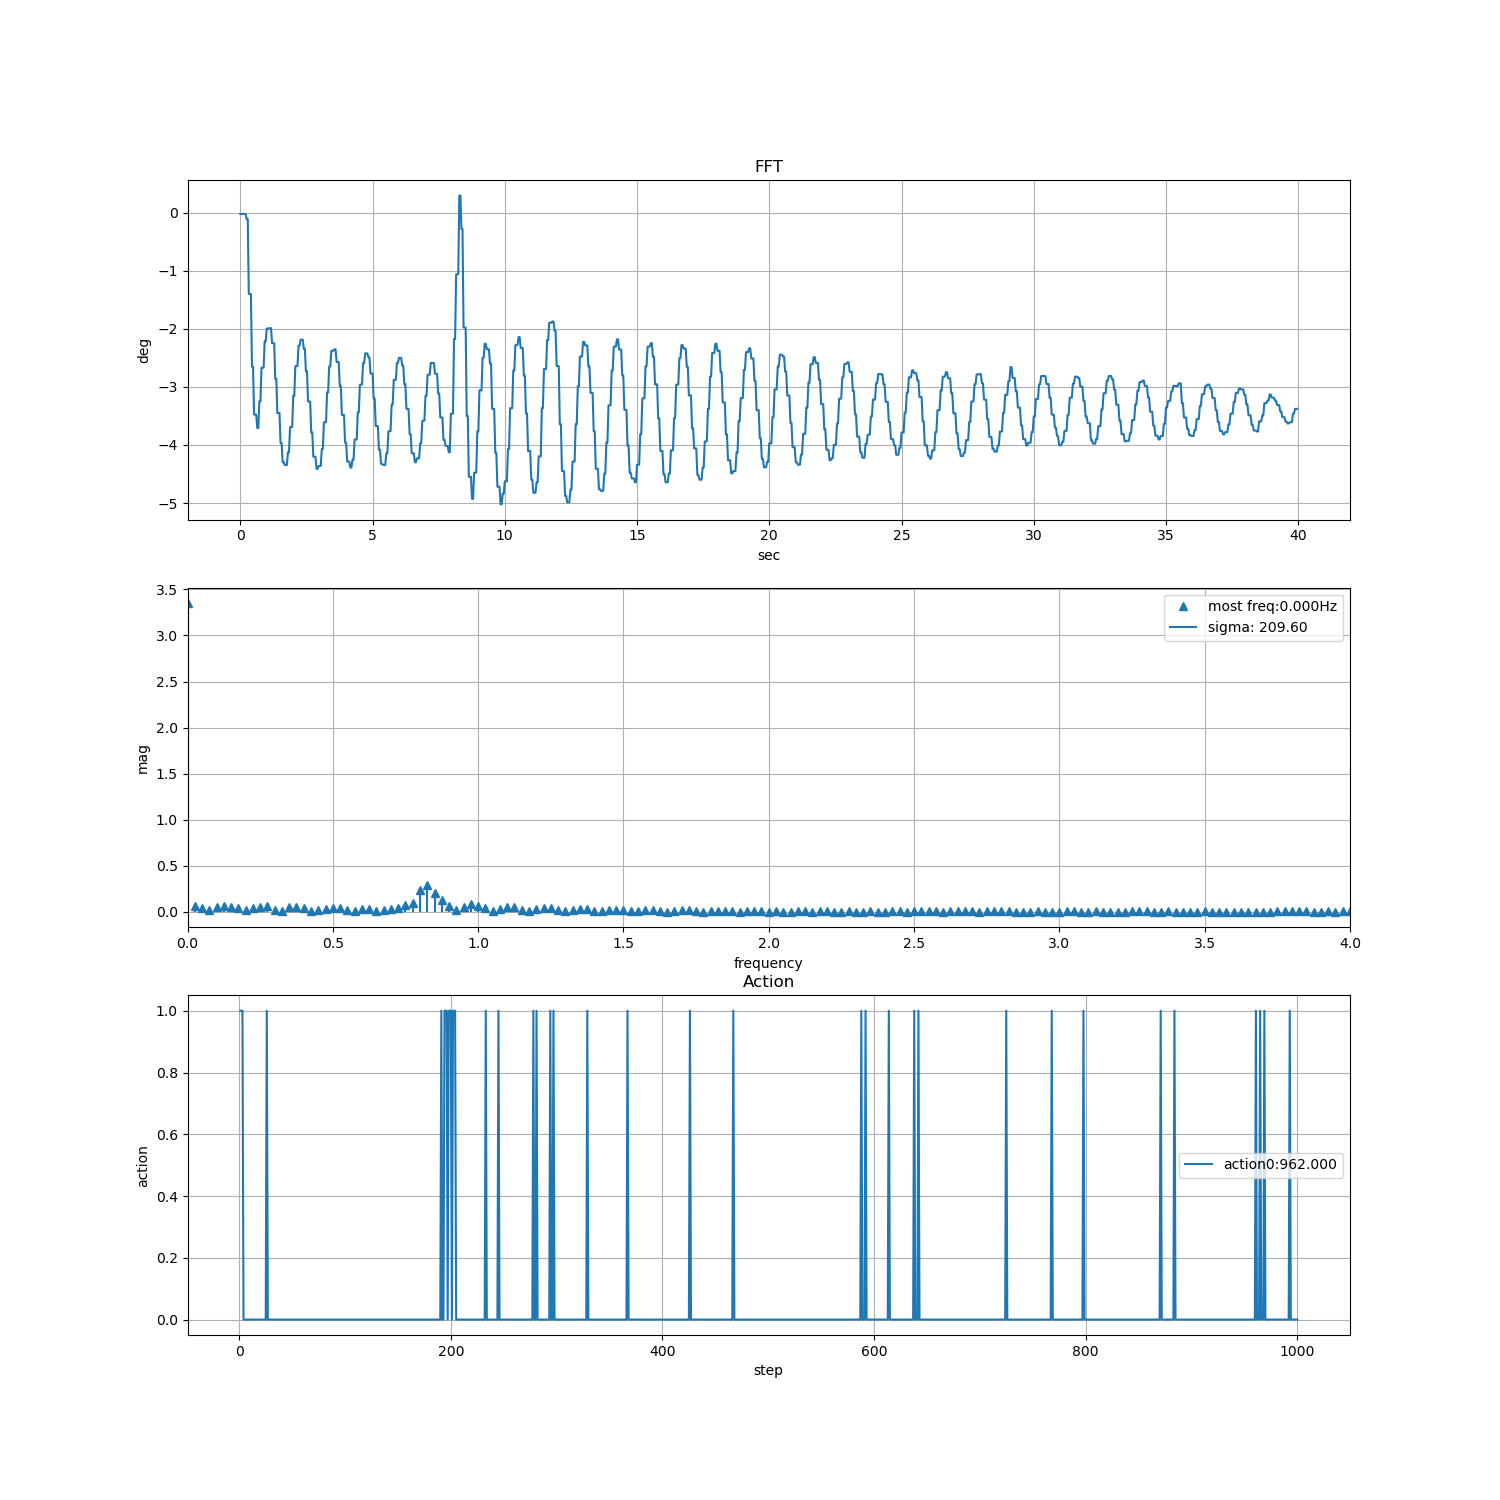 FFT
0
−1
−2
−3
−4
−5
deg
0 5 10 15 20 25 30 35 40
sec
3.5
3.0
2.5
2.0
1.5
1.0
0.5
0.0
mag
most freq:0.000Hz
sigma: 209.60
0.0 0.5 1.0 1.5 2.0 2.5 3.0 3.5 4.0
frequency
Action
1.0
0.8
0.6
0.4
0.2
0.0
action
action0:962.000
0 200 400 600 800 1000
step